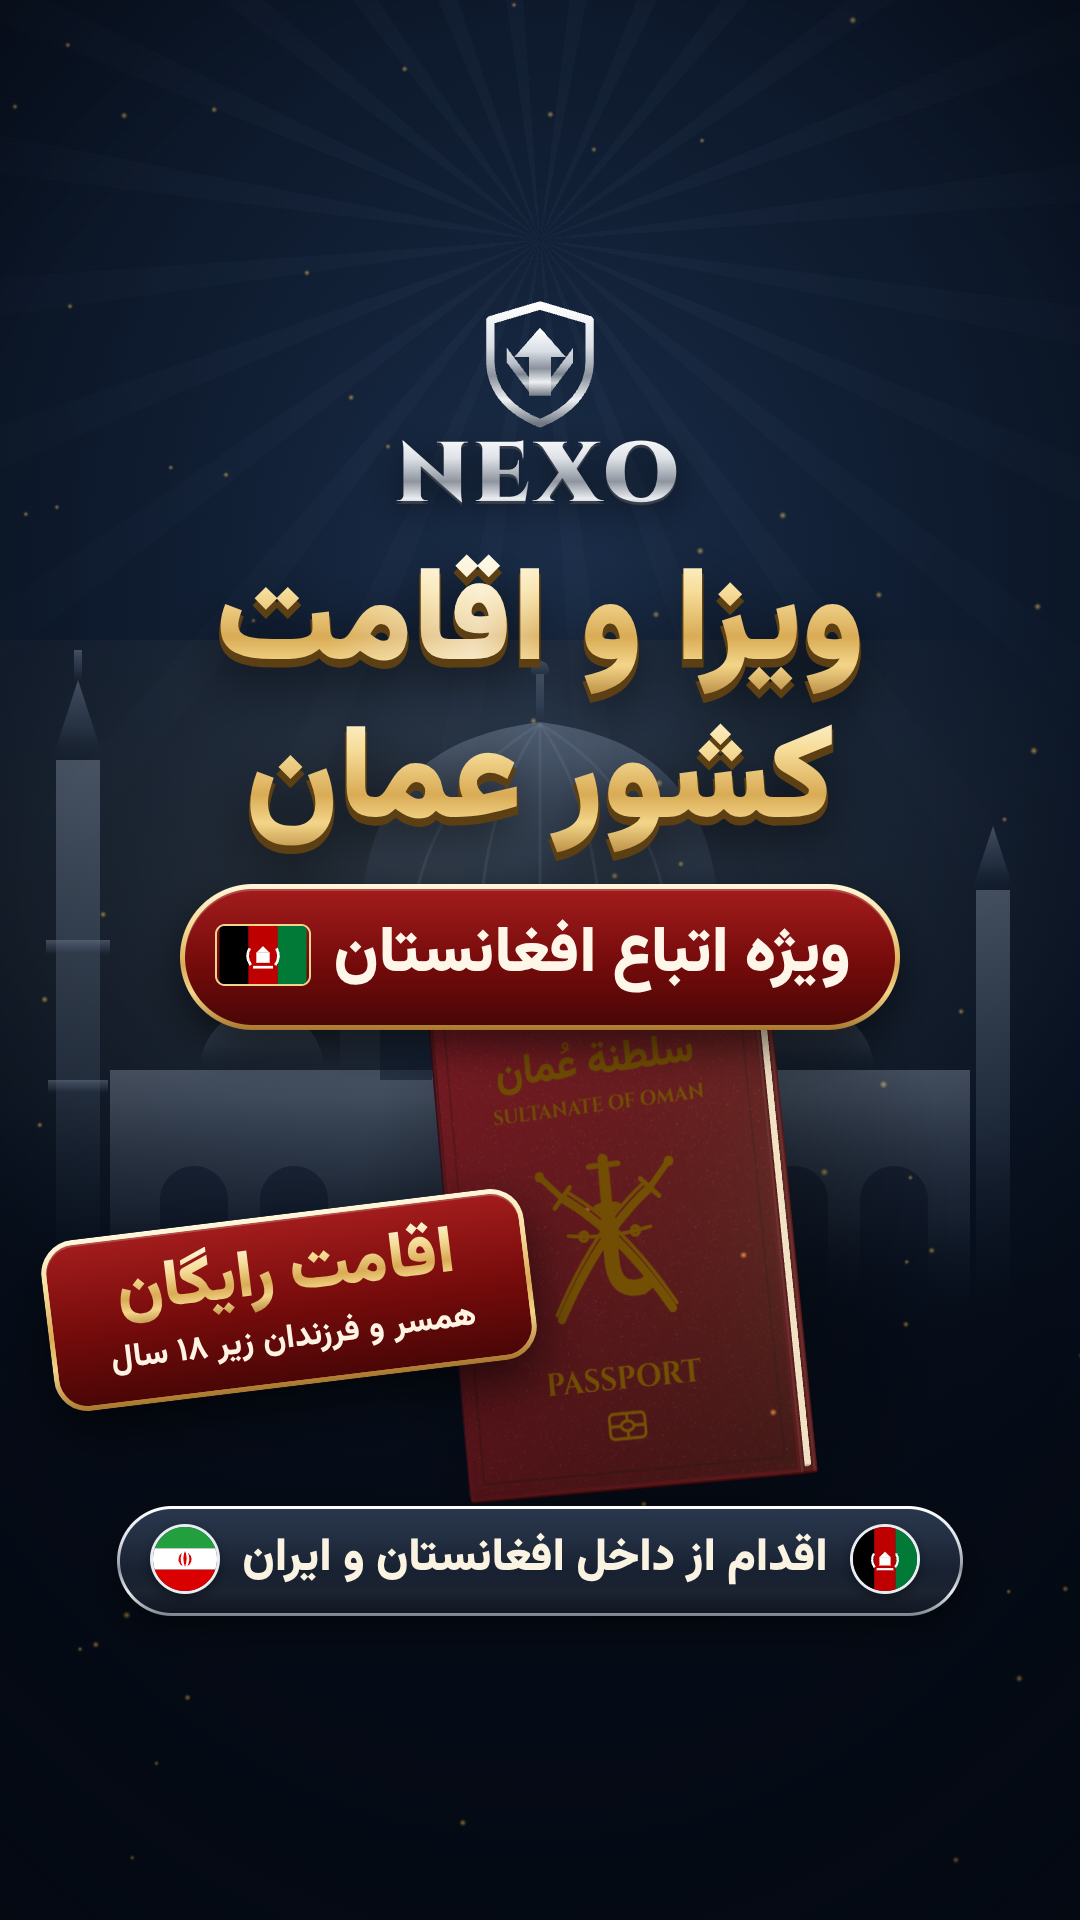 NEXO
ویزا و اقامت
کشور عمان
ویژه اتباع افغانستان
سلطنة عُمان
SULTANATE OF OMAN
اقامت رایگان
همسر و فرزندان زیر ۱۸ سال
PASSPORT
اقدام از داخل افغانستان و ایران